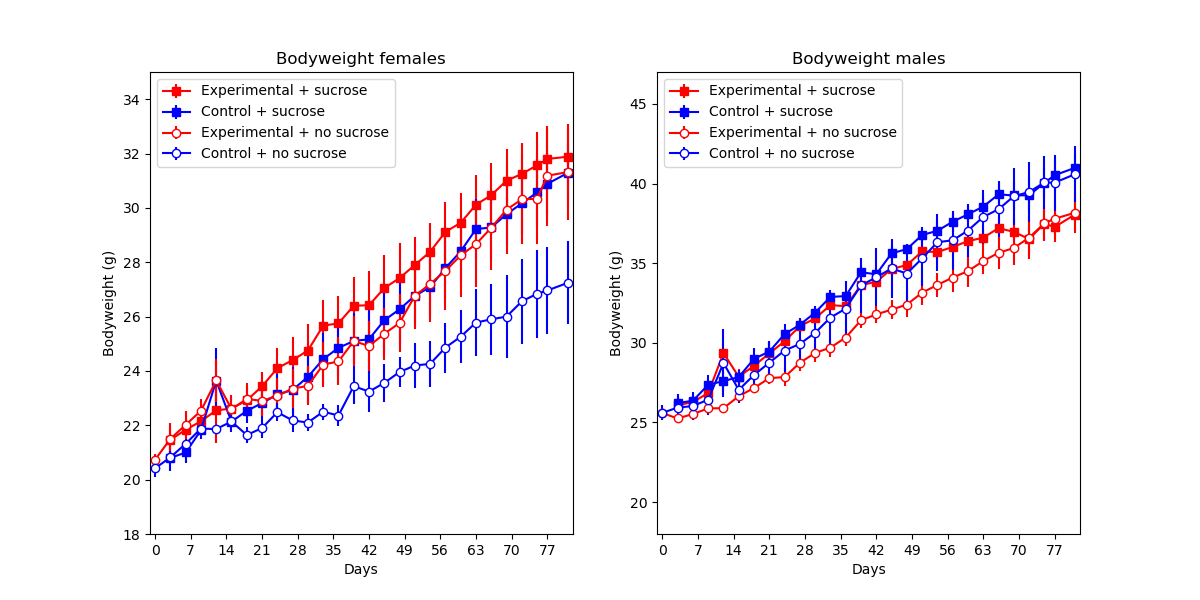 Bodyweight females
Bodyweight (g)
34
32
30
28
26
24
22
20
18
Experimental + sucrose
Control + sucrose
Experimental + no sucrose
Control + no sucrose
0 7 14 21 28 35 42 49 56 63 70 77
Days
Bodyweight males
Bodyweight (g)
45
40
35
30
25
20
Experimental + sucrose
Control + sucrose
Experimental + no sucrose
Control + no sucrose
0 7 14 21 28 35 42 49 56 63 70 77
Days